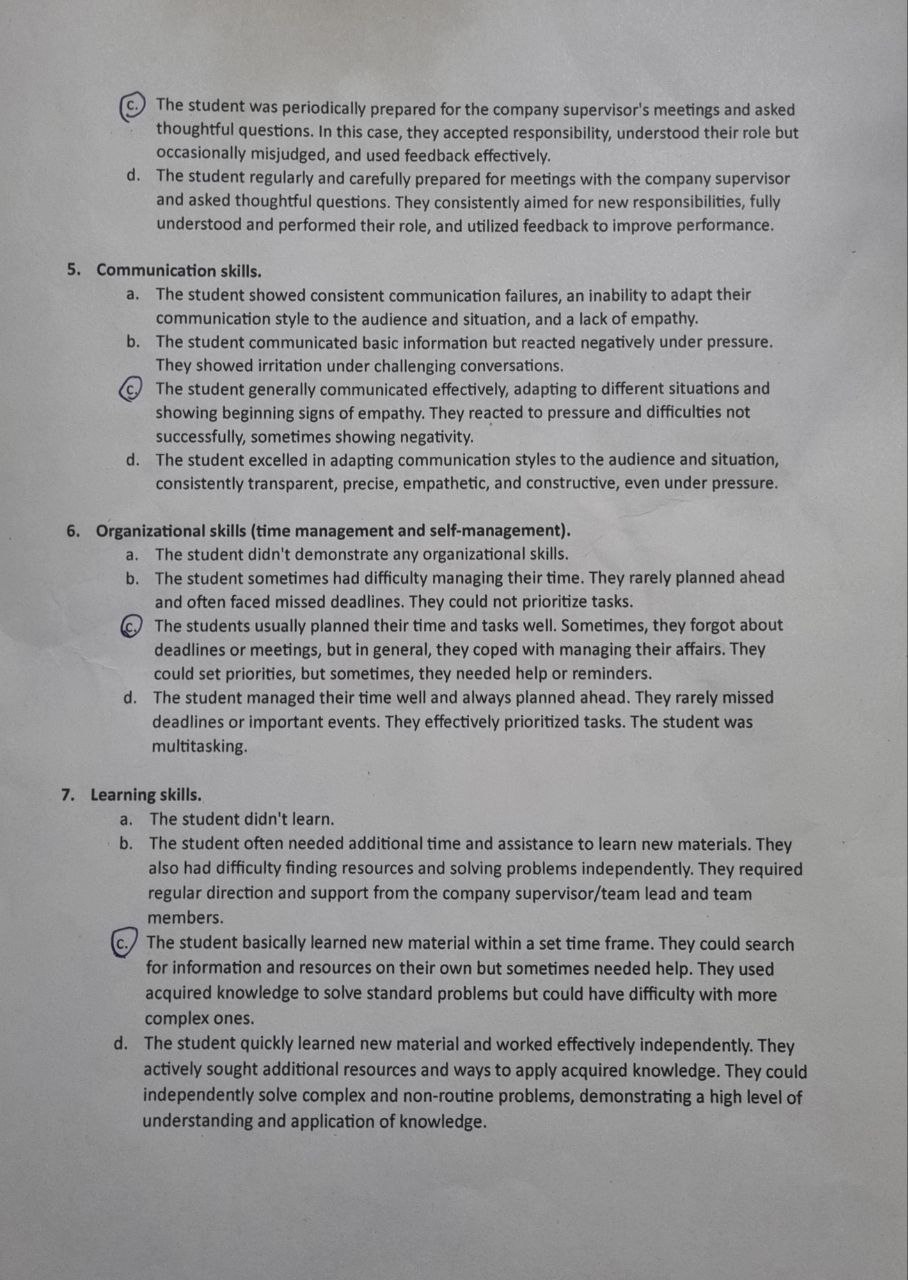 c. The student was periodically prepared for the company supervisor's meetings and asked
thoughtful questions. In this case, they accepted responsibility, understood their role but
occasionally misjudged, and used feedback effectively.
d. The student regularly and carefully prepared for meetings with the company supervisor
and asked thoughtful questions. They consistently aimed for new responsibilities, fully
understood and performed their role, and utilized feedback to improve performance.
5. Communication skills.
a. The student showed consistent communication failures, an inability to adapt their
communication style to the audience and situation, and a lack of empathy.
b. The student communicated basic information but reacted negatively under pressure.
They showed irritation under challenging conversations.
c. The student generally communicated effectively, adapting to different situations and
showing beginning signs of empathy. They reacted to pressure and difficulties not
successfully, sometimes showing negativity.
d. The student excelled in adapting communication styles to the audience and situation,
consistently transparent, precise, empathetic, and constructive, even under pressure.
6. Organizational skills (time management and self-management).
a. The student didn't demonstrate any organizational skills.
b. The student sometimes had difficulty managing their time. They rarely planned ahead
and often faced missed deadlines. They could not prioritize tasks.
c. The students usually planned their time and tasks well. Sometimes, they forgot about
deadlines or meetings, but in general, they coped with managing their affairs. They
could set priorities, but sometimes, they needed help or reminders.
d. The student managed their time well and always planned ahead. They rarely missed
deadlines or important events. They effectively prioritized tasks. The student was
multitasking.
7. Learning skills.
a. The student didn't learn.
b. The student often needed additional time and assistance to learn new materials. They
also had difficulty finding resources and solving problems independently. They required
regular direction and support from the company supervisor/team lead and team
members.
c. The student basically learned new material within a set time frame. They could search
for information and resources on their own but sometimes needed help. They used
acquired knowledge to solve standard problems but could have difficulty with more
complex ones.
d. The student quickly learned new material and worked effectively independently. They
actively sought additional resources and ways to apply acquired knowledge. They could
independently solve complex and non-routine problems, demonstrating a high level of
understanding and application of knowledge.